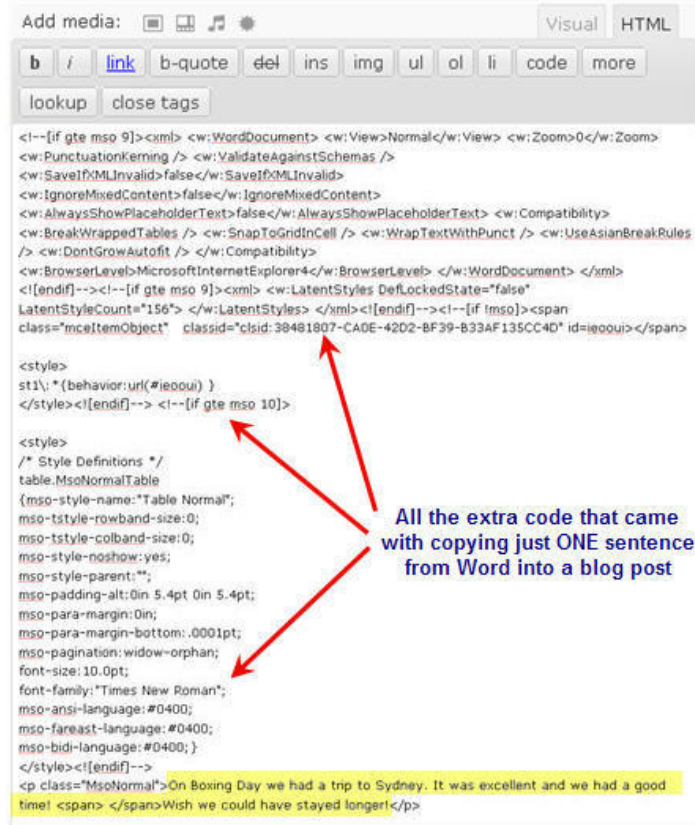 Add media:
Visual HTML
b i link b-quote del ins img ul ol li code more
lookup close tags
<!--[if gte mso 9]><xml> <w:WordDocument> <w:View>Normal</w:View> <w:Zoom>0</w:Zoom>
<w:PunctuationKerning /> <w:ValidateAgainstSchemas />
<w:SaveIfXMLInvalid>false</w:SaveIfXMLInvalid>
<w:IgnoreMixedContent>false</w:IgnoreMixedContent>
<w:AlwaysShowPlaceholderText>false</w:AlwaysShowPlaceholderText> <w:Compatibility>
<w:BreakWrappedTables /> <w:SnapToGridInCell /> <w:WrapTextWithPunct /> <w:UseAsianBreakRules
/> <w:DontGrowAutofit /> </w:Compatibility>
<w:BrowserLevel>MicrosoftInternetExplorer4</w:BrowserLevel> </w:WordDocument> </xml>
<![endif]--><!--[if gte mso 9]><xml> <w:LatentStyles DefLockedState="false"
LatentStyleCount="156"> </w:LatentStyles> </xml><![endif]--><!--[if !mso]><span
class="mceItemObject" classid="clsid:38481807-CA0E-42D2-BF39-B33AF135CC4D" id=ieooui></span>
<style>
st1\:*{behavior:url(#ieooui) }
</style><![endif]--> <!--[if gte mso 10]>
<style>
/* Style Definitions */
table.MsoNormalTable
{mso-style-name:"Table Normal";
mso-tstyle-rowband-size:0;
mso-tstyle-colband-size:0;
mso-style-noshow:yes;
mso-style-parent:"";
mso-padding-alt:0in 5.4pt 0in 5.4pt;
mso-para-margin:0in;
mso-para-margin-bottom:.0001pt;
mso-pagination:widow-orphan;
font-size:10.0pt;
font-family:"Times New Roman";
mso-ansi-language:#0400;
mso-fareast-language:#0400;
mso-bidi-language:#0400;}
</style><![endif]-->
<p class="MsoNormal">On Boxing Day we had a trip to Sydney. It was excellent and we had a good
time! <span> </span>Wish we could have stayed longer!</p>
All the extra code that came
with copying just ONE sentence
from Word into a blog post